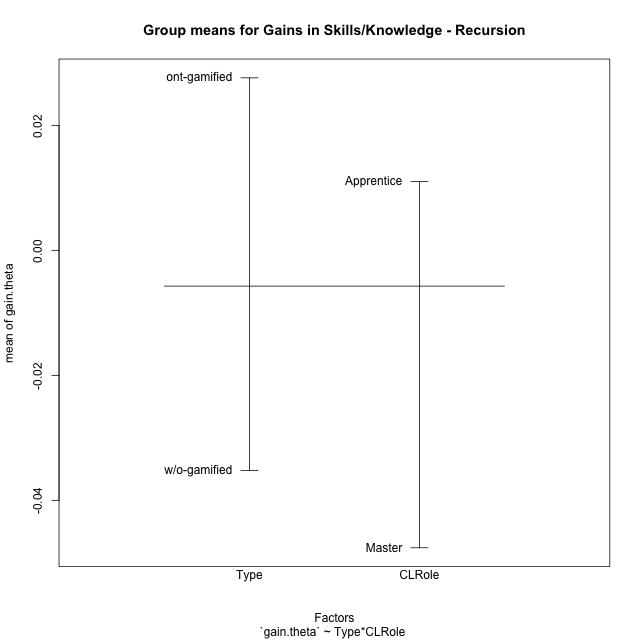 Group means for Gains in Skills/Knowledge - Recursion
ont-gamified
0.02
Apprentice
0.00
mean of gain.theta
-0.02
w/o-gamified
-0.04
Master
Type CLRole
Factors
`gain.theta` ~ Type*CLRole